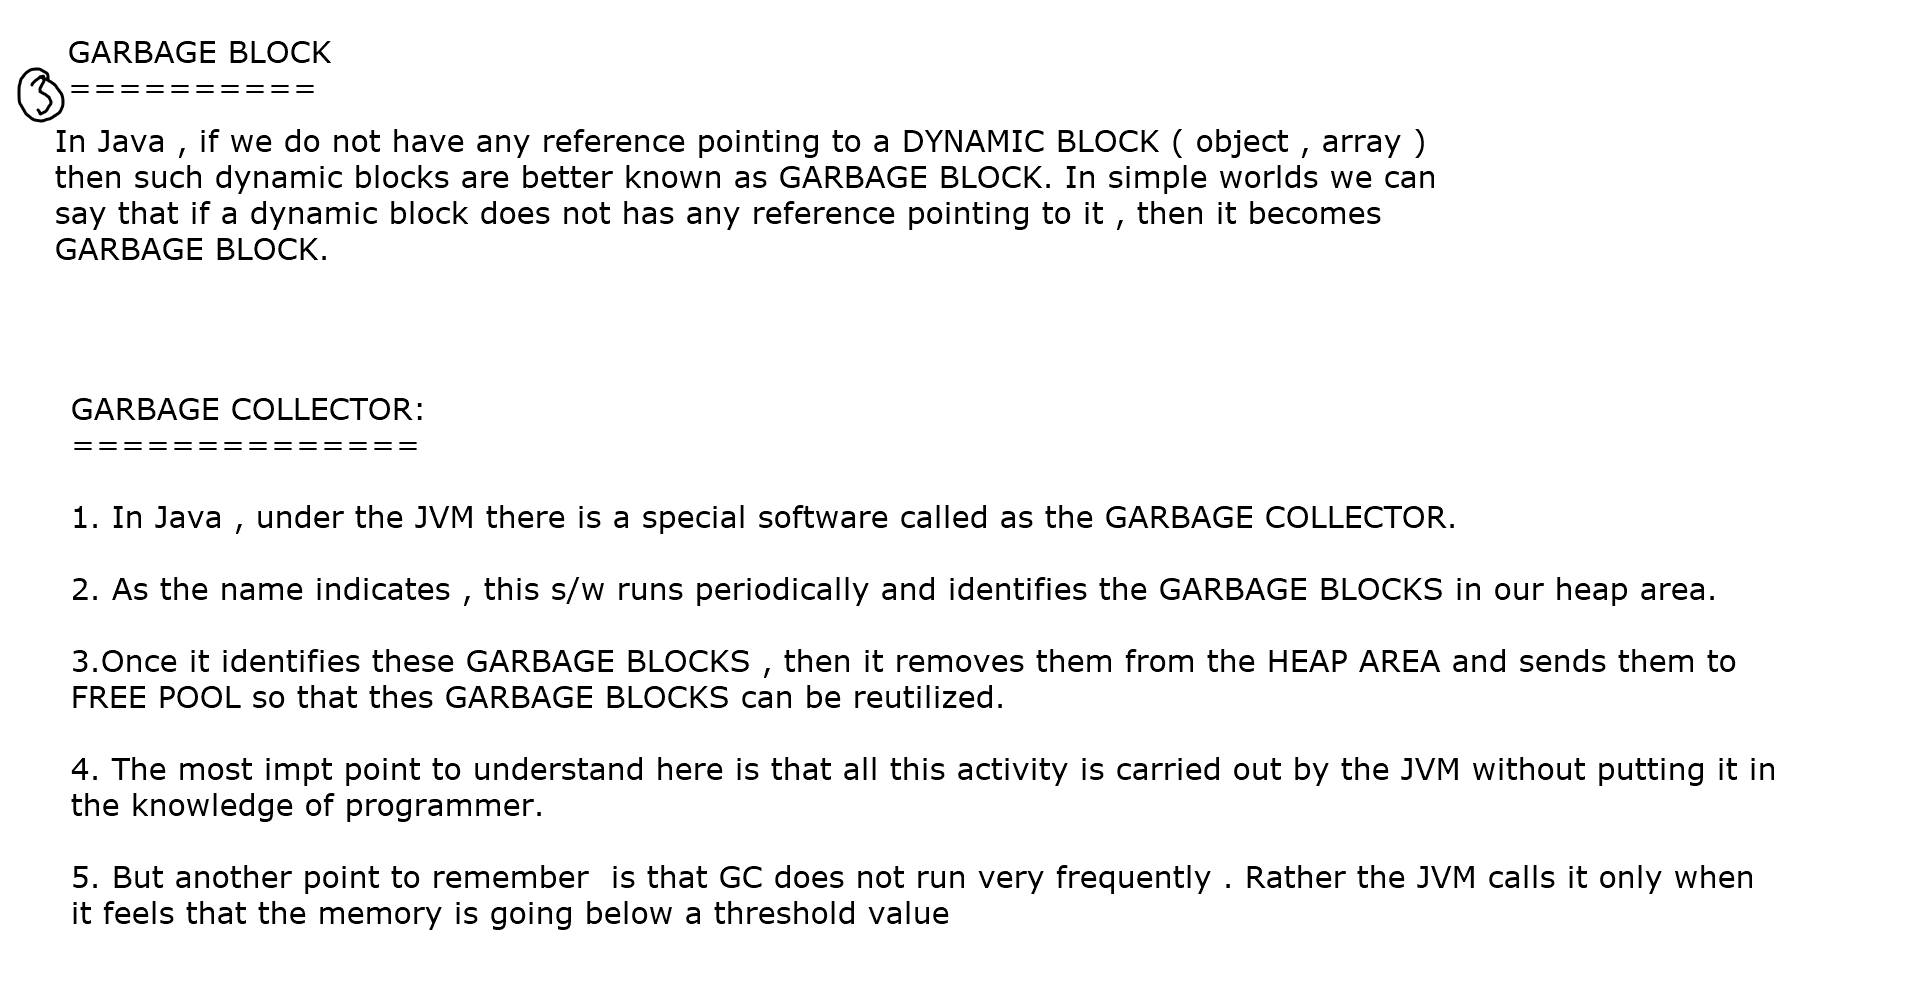 GARBAGE BLOCK
3
==========
In Java , if we do not have any reference pointing to a DYNAMIC BLOCK ( object , array )
then such dynamic blocks are better known as GARBAGE BLOCK. In simple worlds we can
say that if a dynamic block does not has any reference pointing to it , then it becomes
GARBAGE BLOCK.
GARBAGE COLLECTOR:
==============
1. In Java , under the JVM there is a special software called as the GARBAGE COLLECTOR.
2. As the name indicates , this s/w runs periodically and identifies the GARBAGE BLOCKS in our heap area.
3.Once it identifies these GARBAGE BLOCKS , then it removes them from the HEAP AREA and sends them to
FREE POOL so that thes GARBAGE BLOCKS can be reutilized.
4. The most impt point to understand here is that all this activity is carried out by the JVM without putting it in
the knowledge of programmer.
5. But another point to remember  is that GC does not run very frequently . Rather the JVM calls it only when
it feels that the memory is going below a threshold value